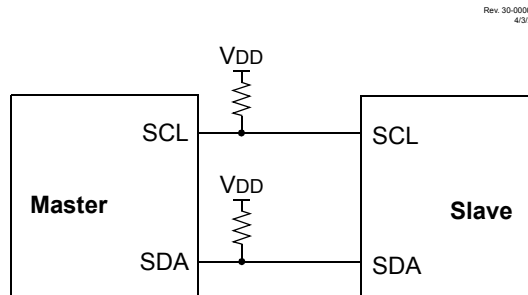 Rev. 30-0000
4/3/
VDD
SCL
SCL
VDD
Master
Slave
SDA
SDA